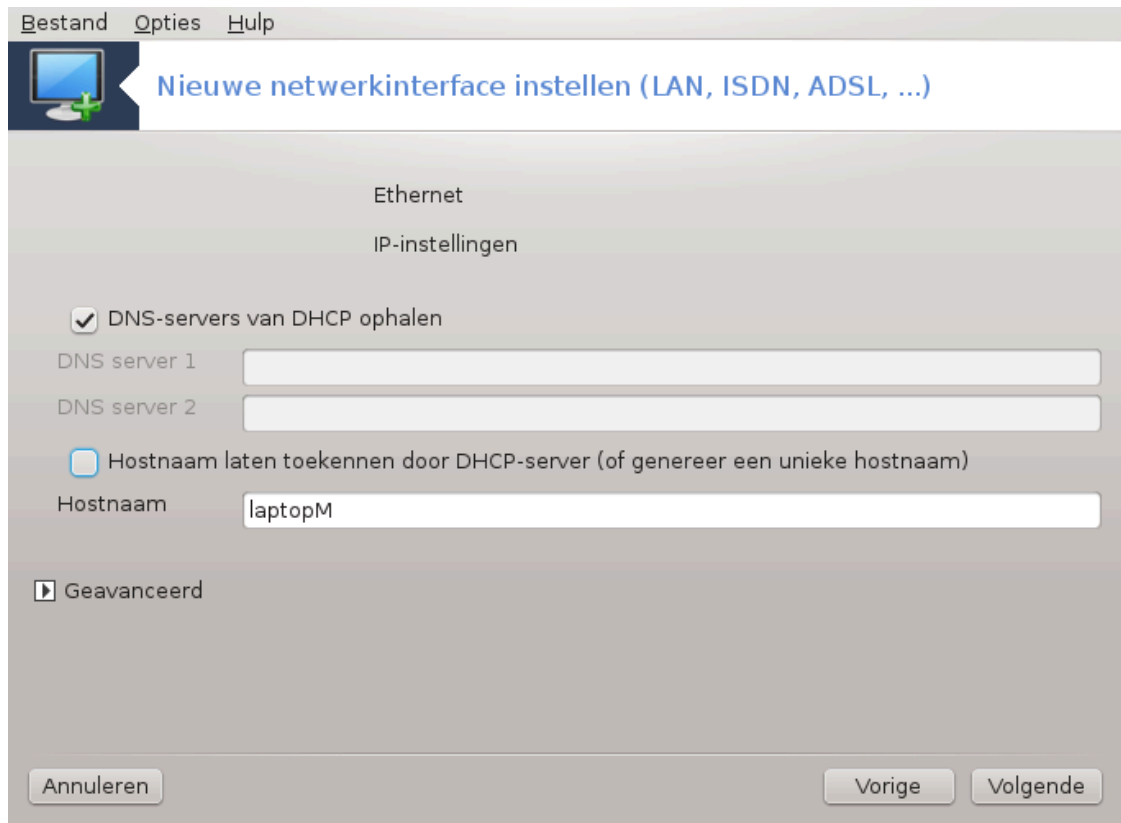 Bestand Opties Hulp
Nieuwe netwerkinterface instellen (LAN, ISDN, ADSL, ...)
Ethernet
IP-instellingen
DNS-servers van DHCP ophalen
DNS server 1
DNS server 2
Hostnaam laten toekennen door DHCP-server (of genereer een unieke hostnaam)
Hostnaam laptopM
Geavanceerd
Annuleren Vorige Volgende